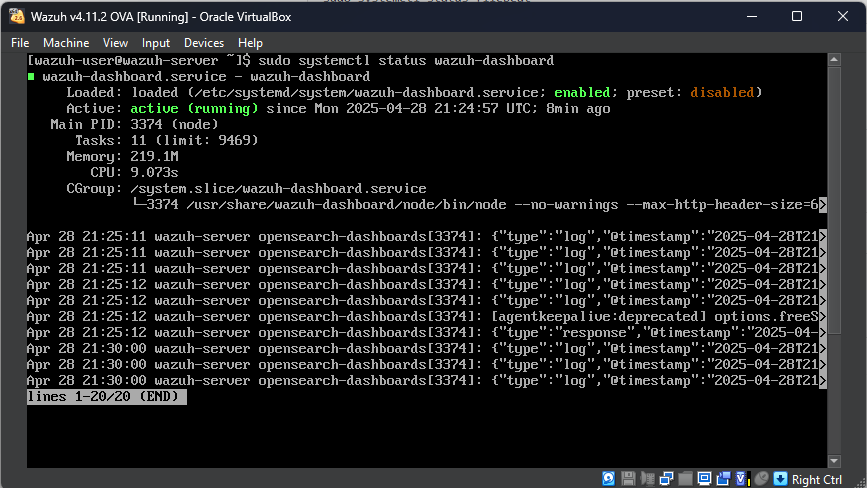 Wazuh v4.11.2 OVA [Running] - Oracle VirtualBox
File Machine View Input Devices Help
[wazuh-user@wazuh-server ~]$ sudo systemctl status wazuh-dashboard
wazuh-dashboard.service - wazuh-dashboard
Loaded: loaded (/etc/systemd/system/wazuh-dashboard.service; enabled; preset: disabled)
Active: active (running) since Mon 2025-04-28 21:24:57 UTC; 8min ago
Main PID: 3374 (node)
Tasks: 11 (limit: 9469)
Memory: 219.1M
CPU: 9.073s
CGroup: /system.slice/wazuh-dashboard.service
└─3374 /usr/share/wazuh-dashboard/node/bin/node --no-warnings --max-http-header-size=6>
Apr 28 21:25:11 wazuh-server opensearch-dashboards[3374]: {"type":"log","@timestamp":"2025-04-28T21>
Apr 28 21:25:11 wazuh-server opensearch-dashboards[3374]: {"type":"log","@timestamp":"2025-04-28T21>
Apr 28 21:25:11 wazuh-server opensearch-dashboards[3374]: {"type":"log","@timestamp":"2025-04-28T21>
Apr 28 21:25:12 wazuh-server opensearch-dashboards[3374]: {"type":"log","@timestamp":"2025-04-28T21>
Apr 28 21:25:12 wazuh-server opensearch-dashboards[3374]: {"type":"log","@timestamp":"2025-04-28T21>
Apr 28 21:25:12 wazuh-server opensearch-dashboards[3374]: [agentkeepalive:deprecated] options.freeS>
Apr 28 21:25:12 wazuh-server opensearch-dashboards[3374]: {"type":"response","@timestamp":"2025-04->
Apr 28 21:30:00 wazuh-server opensearch-dashboards[3374]: {"type":"log","@timestamp":"2025-04-28T21>
Apr 28 21:30:00 wazuh-server opensearch-dashboards[3374]: {"type":"log","@timestamp":"2025-04-28T21>
Apr 28 21:30:00 wazuh-server opensearch-dashboards[3374]: {"type":"log","@timestamp":"2025-04-28T21>
lines 1-20/20 (END)
Right Ctrl